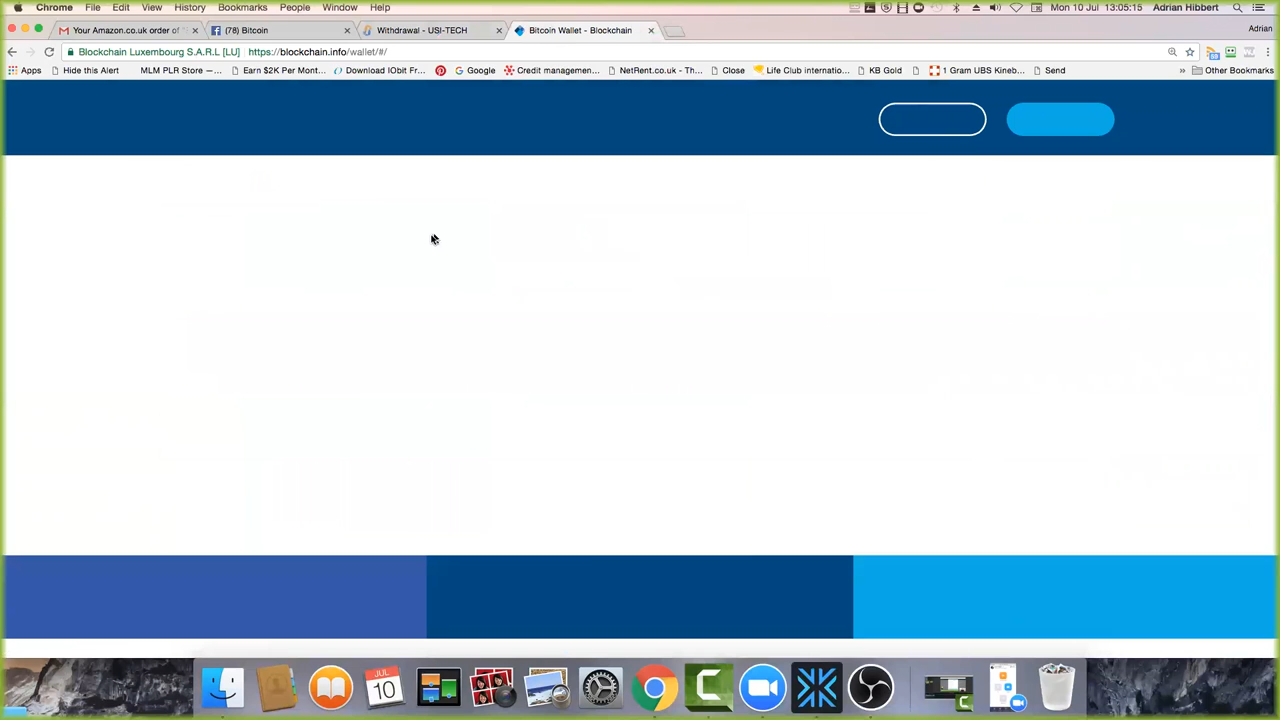 Chrome File Edit View History Bookmarks People Window Help Mon 10 Jul 13:05:15 Adrian Hibbert
Your Amazon.co.uk order of (78) Bitcoin Withdrawal - USI-TECH Bitcoin Wallet - Blockchain Adrian
Blockchain Luxembourg S.A.R.L [LU] https://blockchain.info/wallet/#/
Apps Hide this Alert MLM PLR Store —... Earn $2K Per Mont... Download IObit Fr... Google Credit managemen... NetRent.co.uk - Th... Close Life Club internatio... KB Gold 1 Gram UBS Kineb... Send » Other Bookmarks
JUL
10